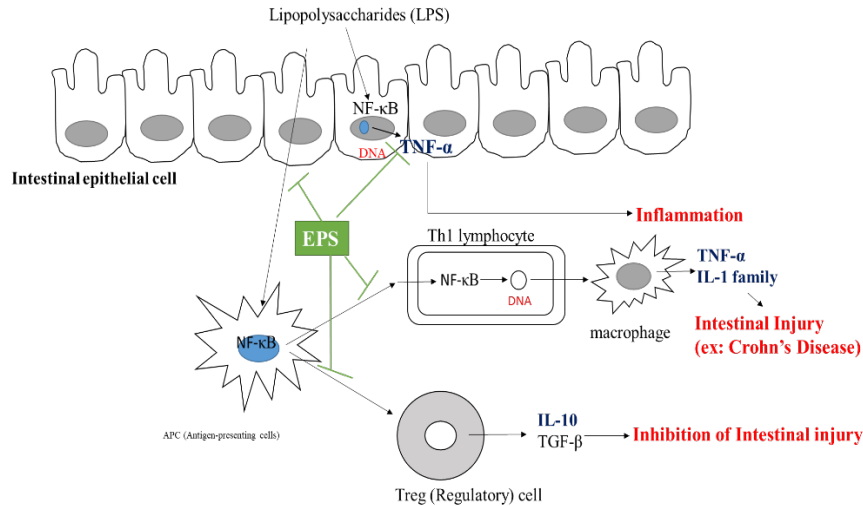 Lipopolysaccharides (LPS)
NF-κB
DNA
TNF-α
Intestinal epithelial cell
EPS
Inflammation
Th1 lymphocyte
NF-κB
DNA
TNF-α
IL-1 family
macrophage
Intestinal Injury
(ex: Crohn's Disease)
NF-κB
APC (Antigen-presenting cells)
IL-10
TGF-β
Inhibition of Intestinal injury
Treg (Regulatory) cell